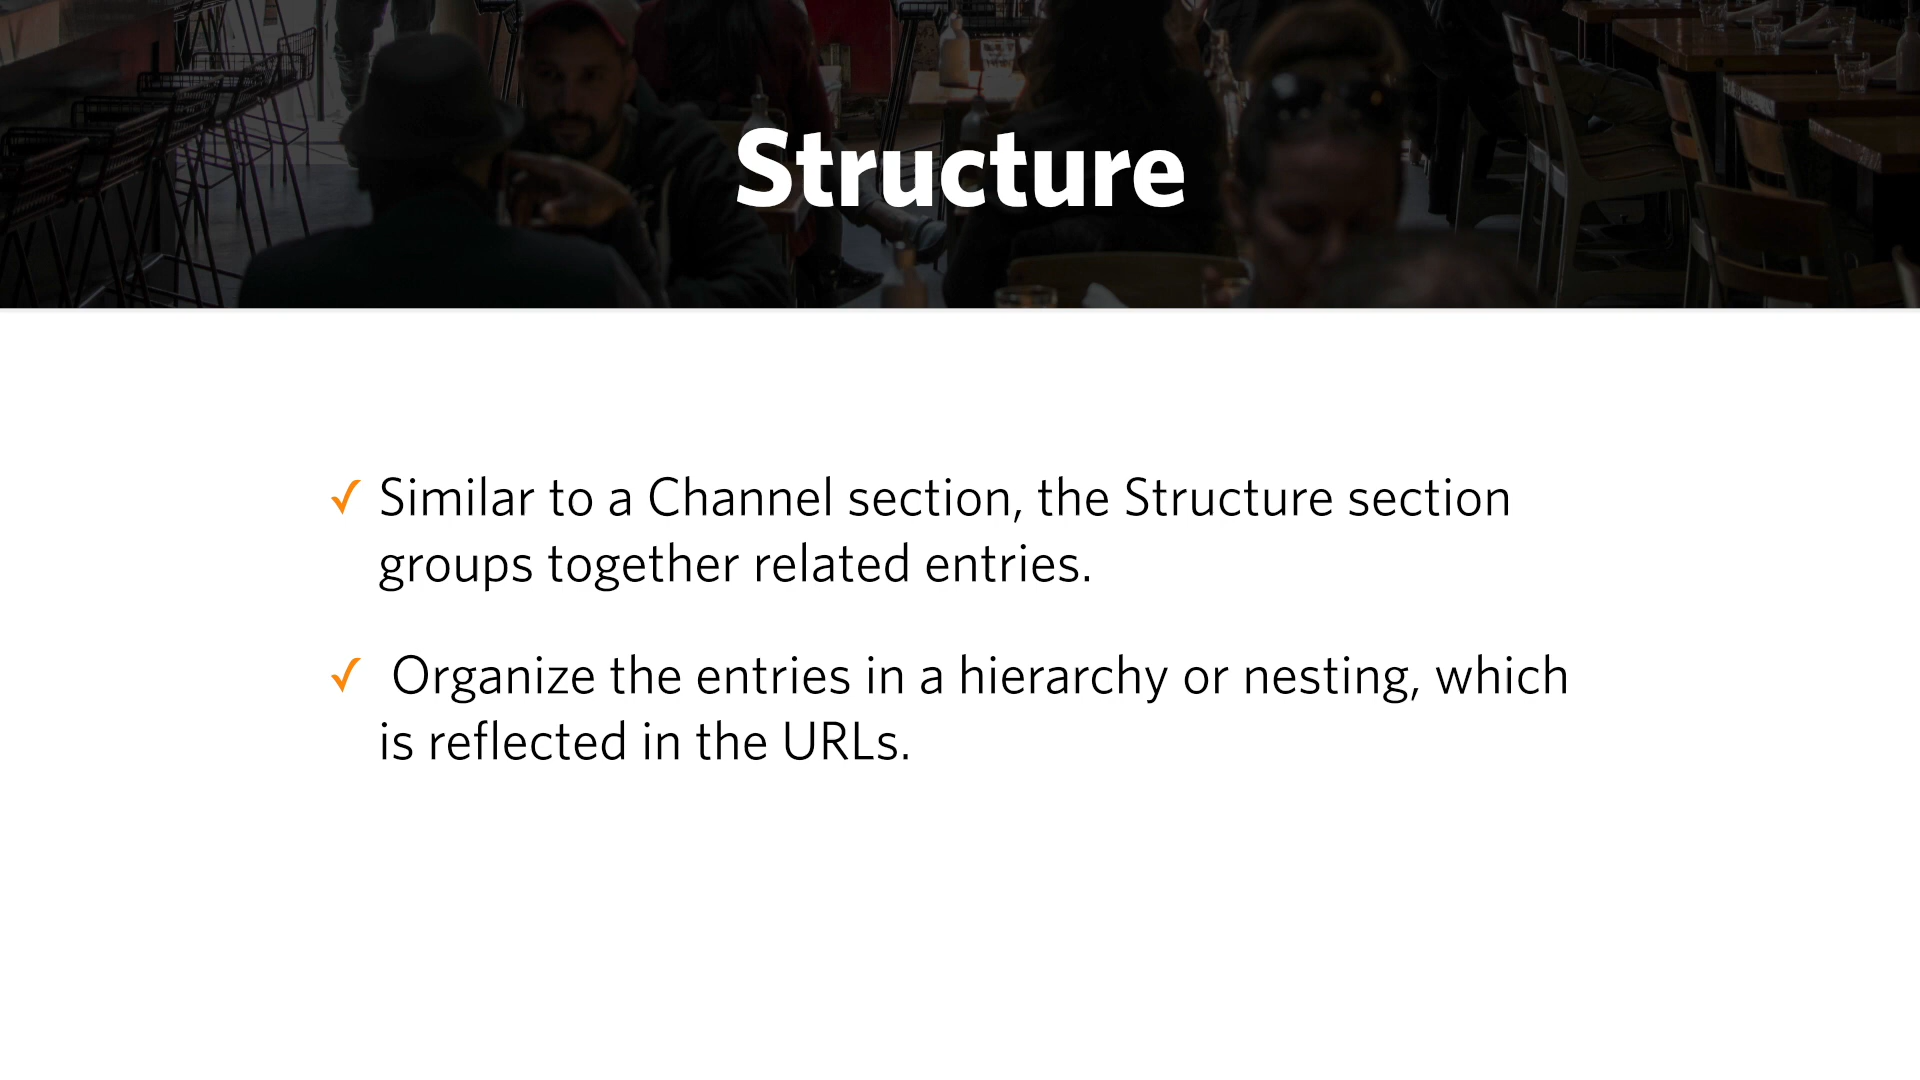 Structure
✓ Similar to a Channel section, the Structure section
groups together related entries.
✓ Organize the entries in a hierarchy or nesting, which
is reflected in the URLs.